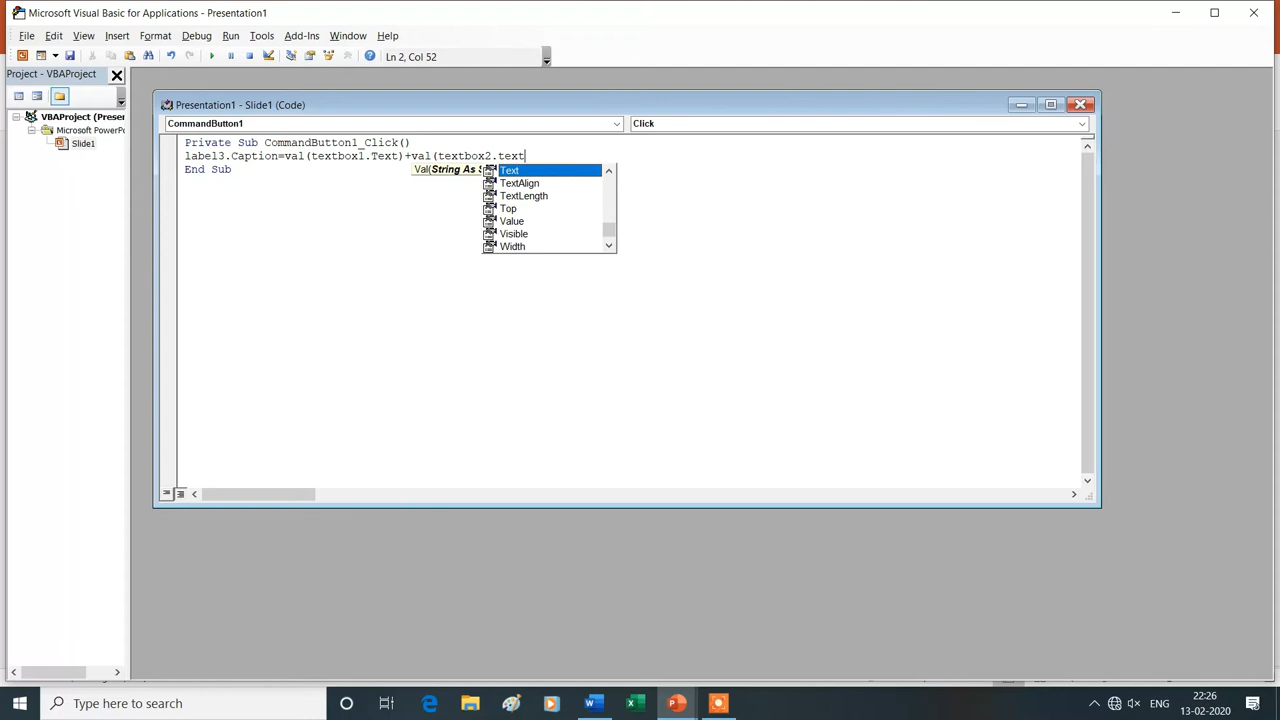 Microsoft Visual Basic for Applications - Presentation1
File Edit View Insert Format Debug Run Tools Add-Ins Window Help
Ln 2, Col 52
Project - VBAProject
VBAProject (Presen
Microsoft PowerPo
Slide1
Presentation1 - Slide1 (Code)
CommandButton1 Click
Private Sub CommandButton1_Click()
label3.Caption=val(textbox1.Text)+val(textbox2.text
End Sub
Val(String As S
Text
TextAlign
TextLength
Top
Value
Visible
Width
Type here to search
ENG
22:26
13-02-2020